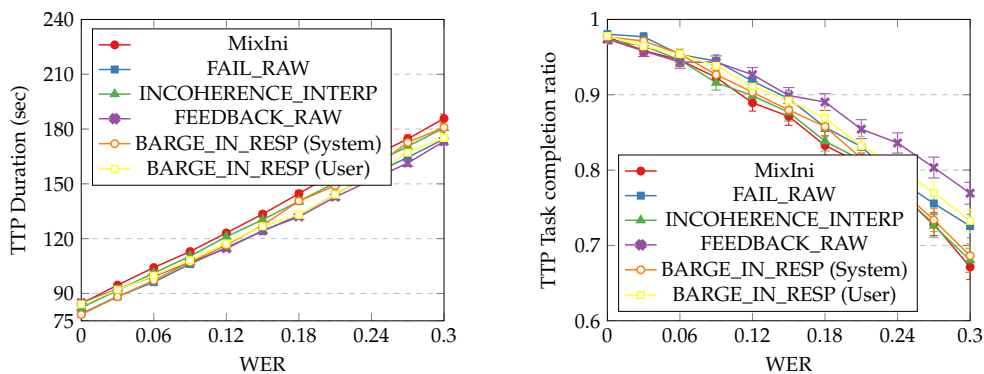 240
210
180
150
120
90
75
TTP Duration (sec)
MixIni
FAIL_RAW
INCOHERENCE_INTERP
FEEDBACK_RAW
BARGE_IN_RESP (System)
BARGE_IN_RESP (User)
0 0.06 0.12 0.18 0.24 0.3
WER
1
0.9
0.8
0.7
0.6
TTP Task completion ratio
MixIni
FAIL_RAW
INCOHERENCE_INTERP
FEEDBACK_RAW
BARGE_IN_RESP (System)
BARGE_IN_RESP (User)
0 0.06 0.12 0.18 0.24 0.3
WER